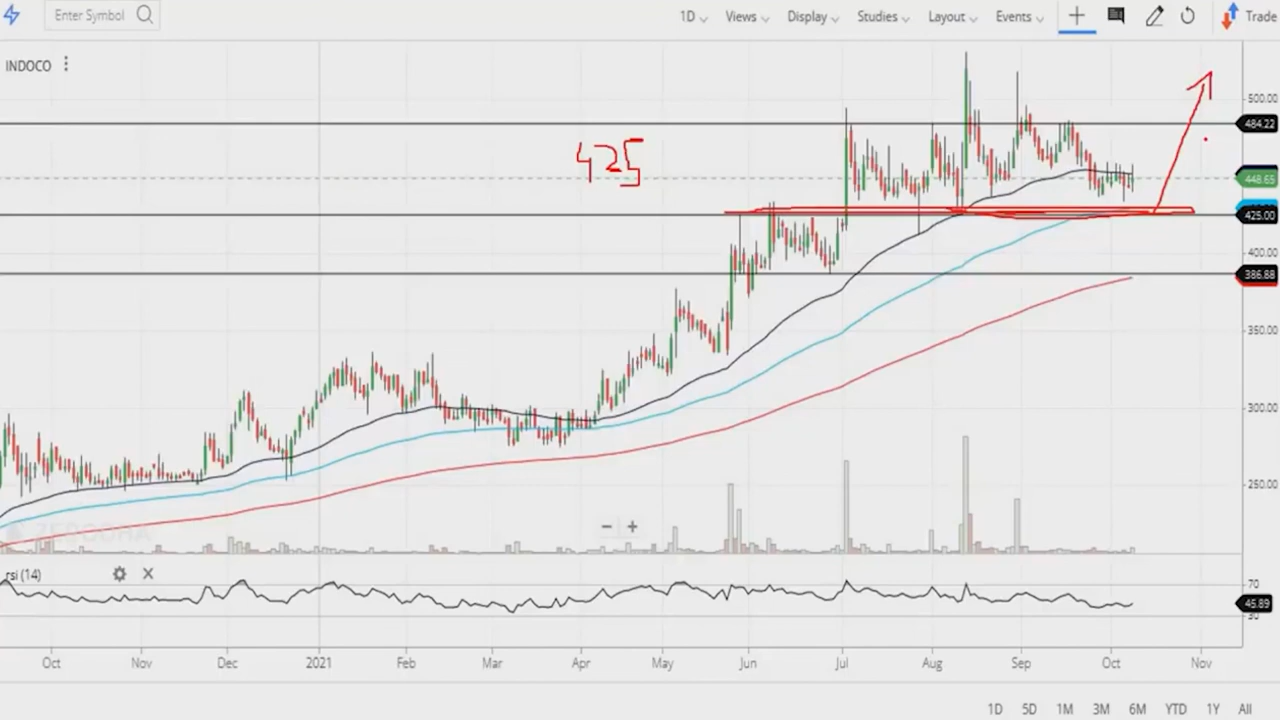 Enter Symbol
1D Views Display Studies Layout Events Trade
INDOCO
500.00
484.22
425
448.65
425.00
400.00
386.88
350.00
300.00
250.00
ZERODHA
rsi (14)
70
45.89
30
Oct Nov Dec 2021 Feb Mar Apr May Jun Jul Aug Sep Oct Nov
1D 5D 1M 3M 6M YTD 1Y All